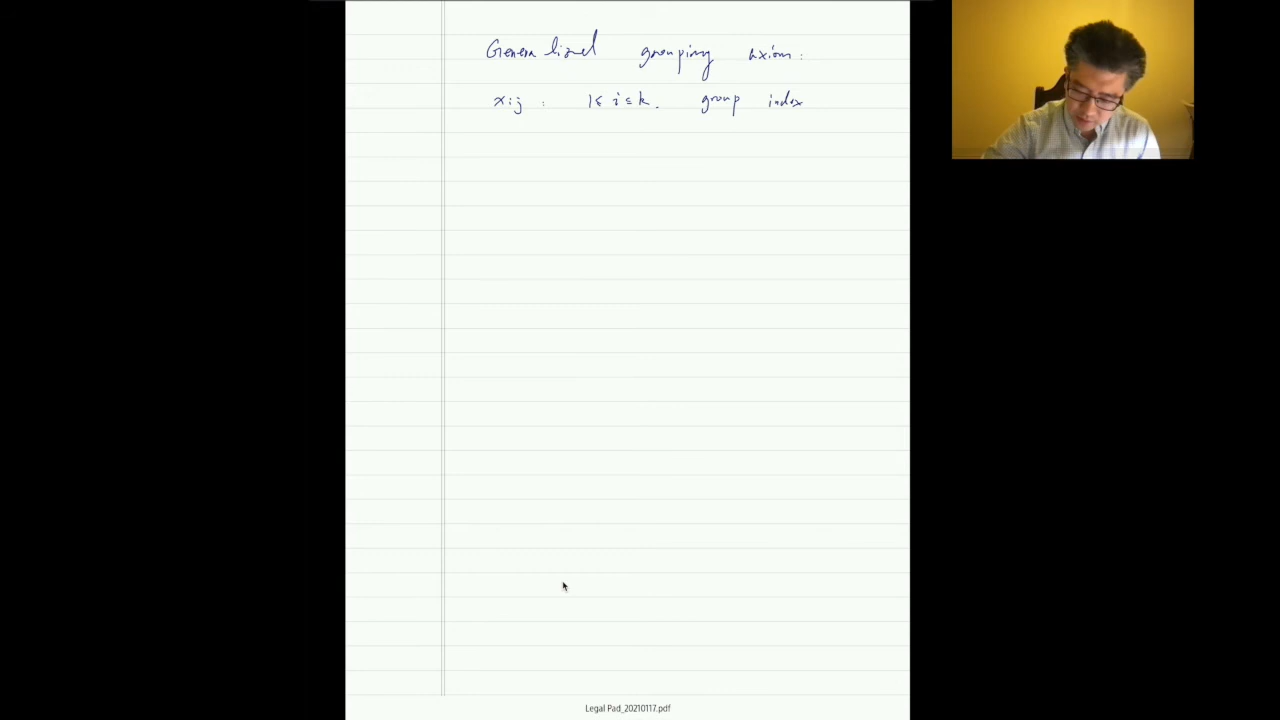 Generalized grouping axiom:
xij : 1 ≤ i ≤ k. group index
Legal Pad_20210117.pdf